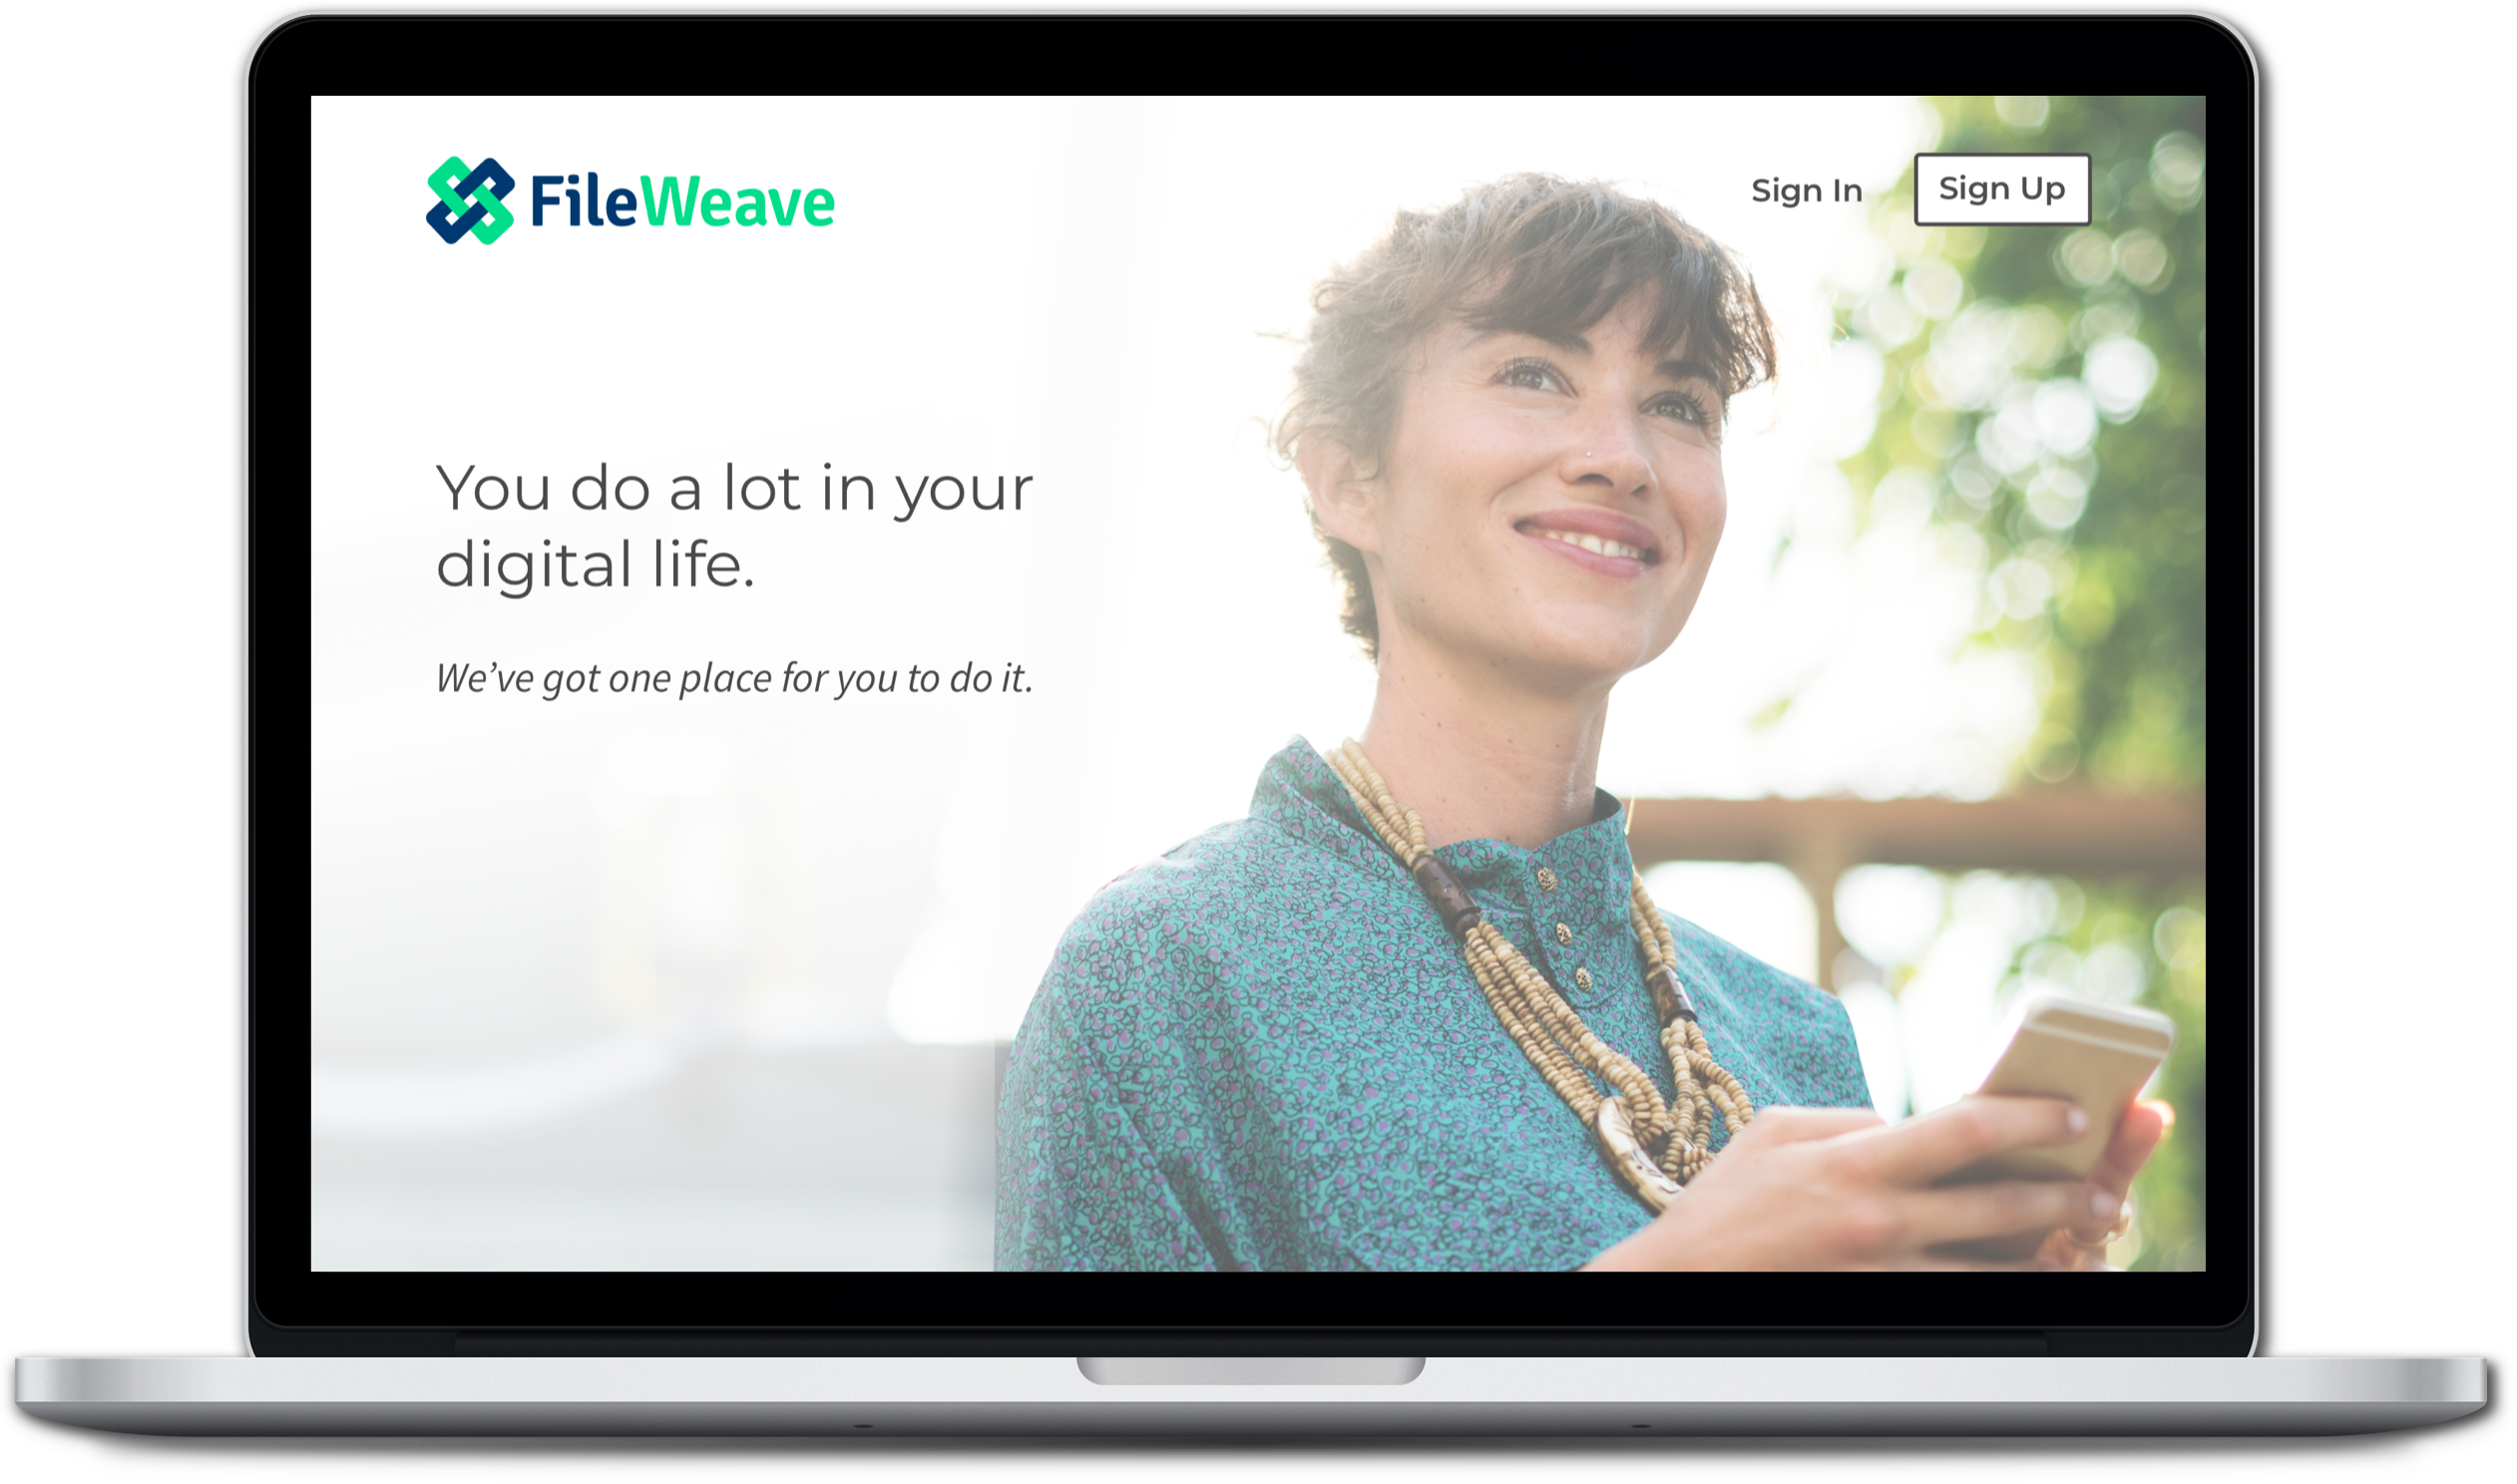 FileWeave
Sign In
Sign Up
You do a lot in your
digital life.
We’ve got one place for you to do it.